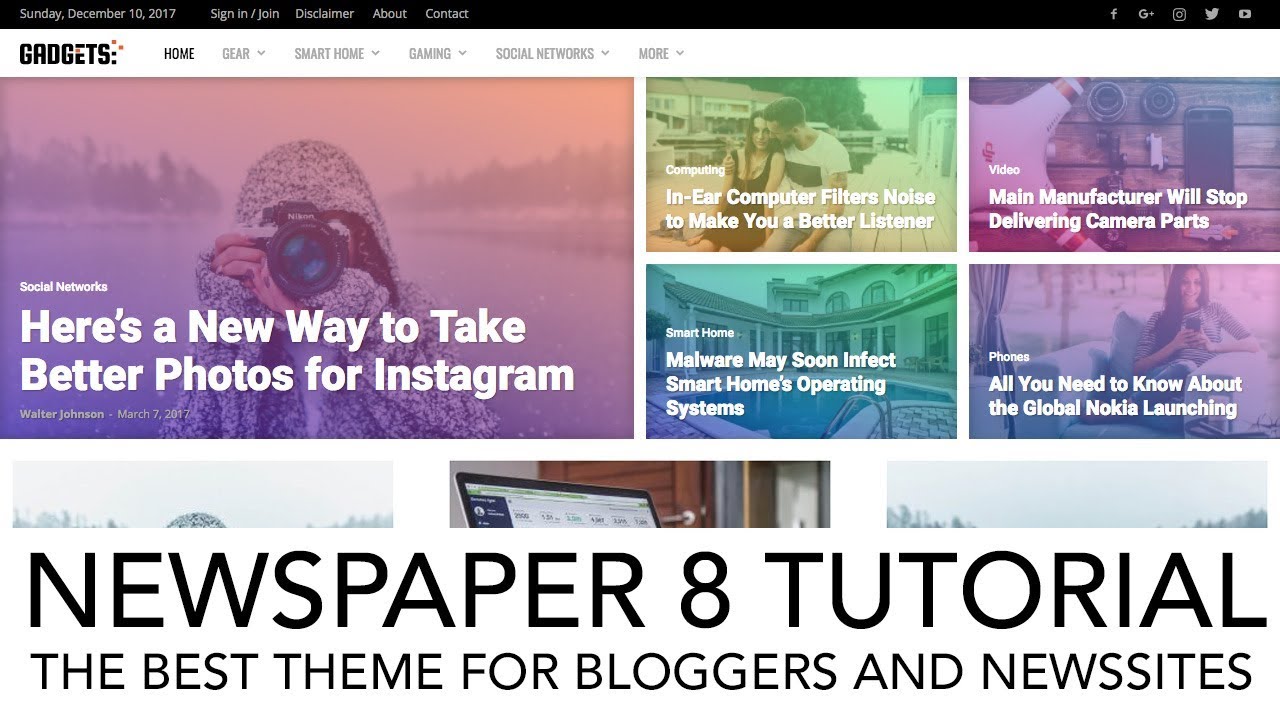 Sunday, December 10, 2017 Sign in / Join Disclaimer About Contact
GADGETS:
HOME GEAR SMART HOME GAMING SOCIAL NETWORKS MORE
Nikon
Social Networks
Here's a New Way to Take
Better Photos for Instagram
Walter Johnson - March 7, 2017
Computing
In-Ear Computer Filters Noise
to Make You a Better Listener
Video
Main Manufacturer Will Stop
Delivering Camera Parts
Smart Home
Malware May Soon Infect
Smart Home's Operating
Systems
Phones
All You Need to Know About
the Global Nokia Launching
NEWSPAPER 8 TUTORIAL
THE BEST THEME FOR BLOGGERS AND NEWSSITES